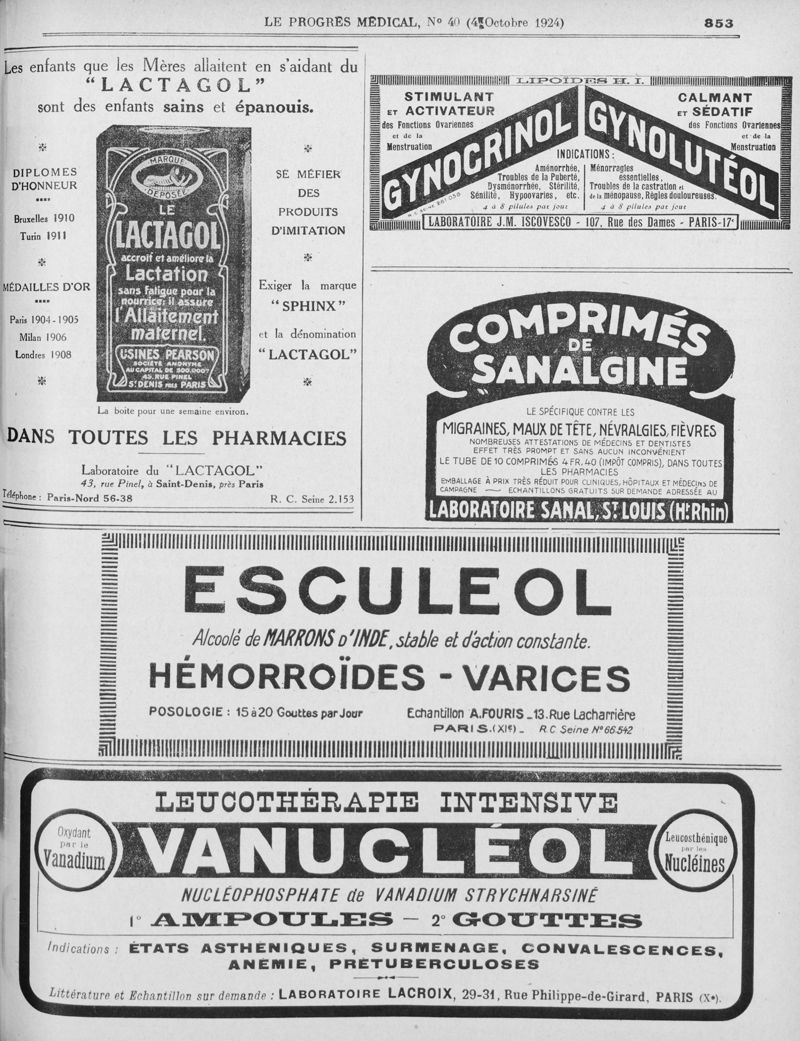 LE PROGRÈS MÉDICAL, N° 40 (4 Octobre 1924)
853
Les enfants que les Mères allaitent en s'aidant du
“LACTAGOL”
sont des enfants sains et épanouis.
DIPLOMES
D'HONNEUR
Bruxelles 1910
Turin 1911
MÉDAILLES D'OR
Paris 1904-1905
Milan 1906
Londres 1908
MARQUE
DÉPOSÉE
LE
LACTAGOL
accroit et améliore la
Lactation
sans fatigue pour la
nourrice; il assure
l'Allaitement
maternel.
USINES PEARSON
SOCIÉTÉ ANONYME
AU CAPITAL DE 500.000F
43, RUE PINEL
ST DENIS PRÈS PARIS
SE MÉFIER
DES
PRODUITS
D'IMITATION
Exiger la marque
“SPHINX”
et la dénomination
“LACTAGOL”
La boite pour une semaine environ.
DANS TOUTES LES PHARMACIES
Laboratoire du “LACTAGOL”
43, rue Pinel, à Saint-Denis, près Paris
Téléphone : Paris-Nord 56-38
R. C. Seine 2.153
LIPOÏDES H. I.
STIMULANT
ET ACTIVATEUR
des Fonctions Ovariennes
et de la
Menstruation
GYNOCRINOL
GYNOLUTÉOL
CALMANT
ET SÉDATIF
des Fonctions Ovariennes
et de la
Menstruation
INDICATIONS :
Aménorrhée,
Troubles de la Puberté,
Dysménorrhée, Stérilité,
Sénilité, Hypoovaries, etc.
4 à 8 pilules par jour
Ménorragies
essentielles,
Troubles de la castration et
de la ménopause, Règles douloureuses.
4 à 8 pilules par jour
LABORATOIRE J.M. ISCOVESCO - 107, Rue des Dames - PARIS-17e
COMPRIMÉS
DE
SANALGINE
LE SPÉCIFIQUE CONTRE LES
MIGRAINES, MAUX DE TÊTE, NÉVRALGIES, FIÈVRES
NOMBREUSES ATTESTATIONS DE MÉDECINS ET DENTISTES
EFFET TRÈS PROMPT ET SANS AUCUN INCONVÉNIENT
LE TUBE DE 10 COMPRIMÉS 4 FR,40 (IMPÔT COMPRIS), DANS TOUTES
LES PHARMACIES
EMBALLAGE À PRIX TRÈS RÉDUIT POUR CLINIQUES, HÔPITAUX ET MÉDECINS DE
CAMPAGNE — ECHANTILLONS GRATUITS SUR DEMANDE ADRESSÉE AU
LABORATOIRE SANAL, ST LOUIS (Ht Rhin)
ESCULEOL
Alcoolé de MARRONS D'INDE, stable et d'action constante.
HÉMORROÏDES - VARICES
POSOLOGIE : 15 à 20 Gouttes par Jour
Echantillon A.FOURIS - 13. Rue Lacharrière
PARIS. (XIe) - R.C Seine N° 66.542
LEUCOTHÉRAPIE INTENSIVE
Oxydant
par le
Vanadium
VANUCLÉOL
Leucosthénique
par les
Nucléines
NUCLÉOPHOSPHATE de VANADIUM STRYCHNARSINÉ
1° AMPOULES — 2° GOUTTES
Indications : ÉTATS ASTHÉNIQUES, SURMENAGE, CONVALESCENCES,
ANÉMIE, PRÉTUBERCULOSES
Littérature et Echantillon sur demande : LABORATOIRE LACROIX, 29-31, Rue Philippe-de-Girard, PARIS (Xe).